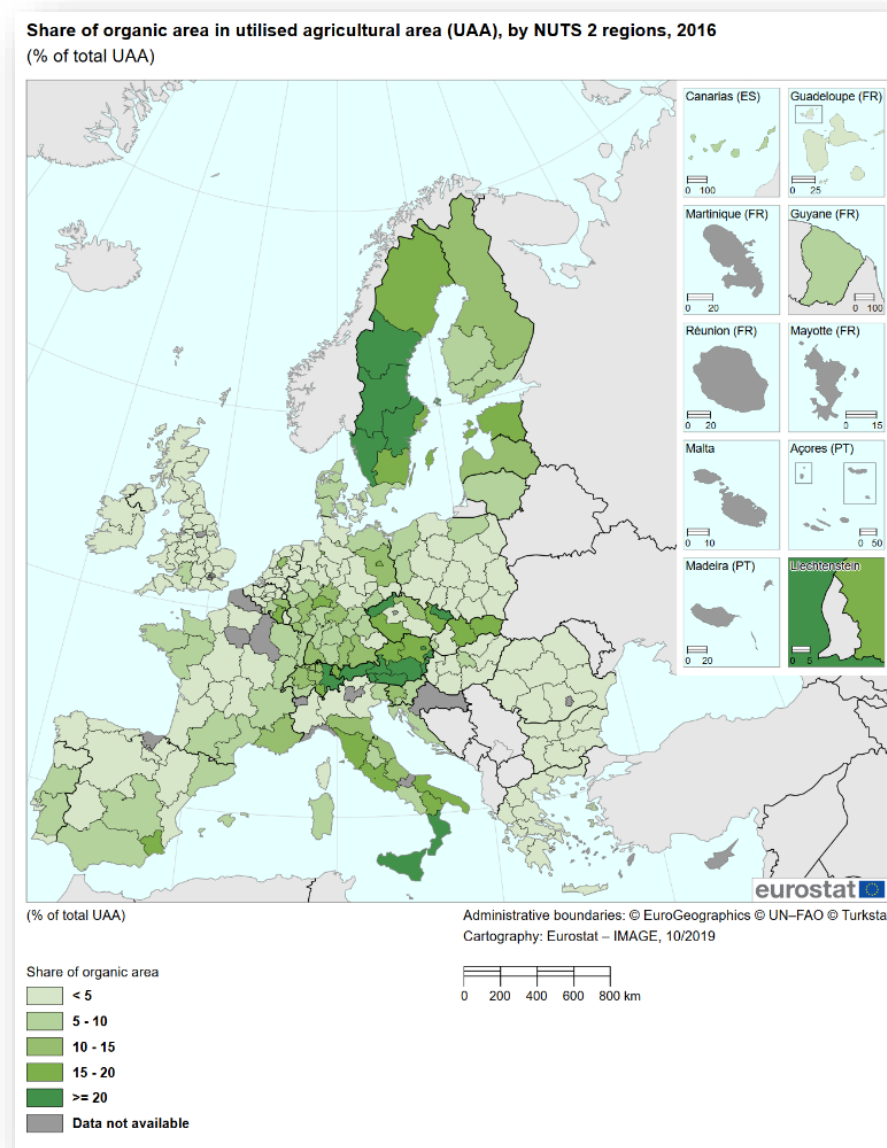 Share of organic area in utilised agricultural area (UAA), by NUTS 2 regions, 2016
(% of total UAA)
Canarias (ES)
0 100
Guadeloupe (FR)
0 25
Martinique (FR)
0 20
Guyane (FR)
0 100
Réunion (FR)
0 20
Mayotte (FR)
0 15
Malta
0 10
Açores (PT)
0 50
Madeira (PT)
0 20
Liechtenstein
0 5
eurostat
(% of total UAA)
Administrative boundaries: © EuroGeographics © UN–FAO © Turksta
Cartography: Eurostat – IMAGE, 10/2019
Share of organic area
< 5
5 - 10
10 - 15
15 - 20
>= 20
Data not available
0 200 400 600 800 km